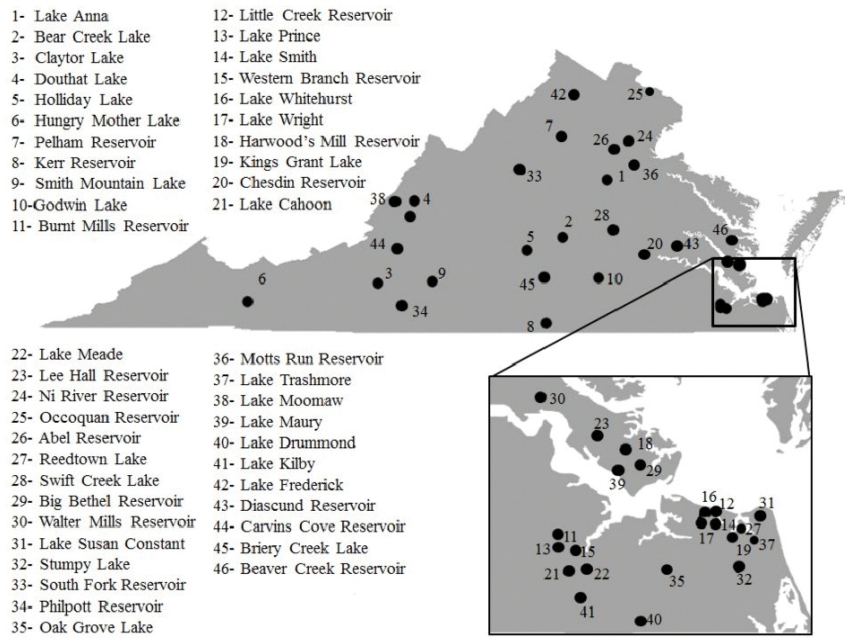 1- Lake Anna
2- Bear Creek Lake
3- Claytor Lake
4- Douthat Lake
5- Holliday Lake
6- Hungry Mother Lake
7- Pelham Reservoir
8- Kerr Reservoir
9- Smith Mountain Lake
10-Godwin Lake
11- Burnt Mills Reservoir
12- Little Creek Reservoir
13- Lake Prince
14- Lake Smith
15- Western Branch Reservoir
16- Lake Whitehurst
17- Lake Wright
18- Harwood's Mill Reservoir
19- Kings Grant Lake
20- Chesdin Reservoir
21- Lake Cahoon
42
25
7
26
24
33
1
36
38
4
28
2
5
20
43
46
44
6
3
9
45
10
34
8
22- Lake Meade
23- Lee Hall Reservoir
24- Ni River Reservoir
25- Occoquan Reservoir
26- Abel Reservoir
27- Reedtown Lake
28- Swift Creek Lake
29- Big Bethel Reservoir
30- Walter Mills Reservoir
31- Lake Susan Constant
32- Stumpy Lake
33- South Fork Reservoir
34- Philpott Reservoir
35- Oak Grove Lake
36- Motts Run Reservoir
37- Lake Trashmore
38- Lake Moomaw
39- Lake Maury
40- Lake Drummond
41- Lake Kilby
42- Lake Frederick
43- Diascund Reservoir
44- Carvins Cove Reservoir
45- Briery Creek Lake
46- Beaver Creek Reservoir
30
23
18
29
39
16
12
31
17
14
27
19
37
11
13
15
21
22
35
32
41
40